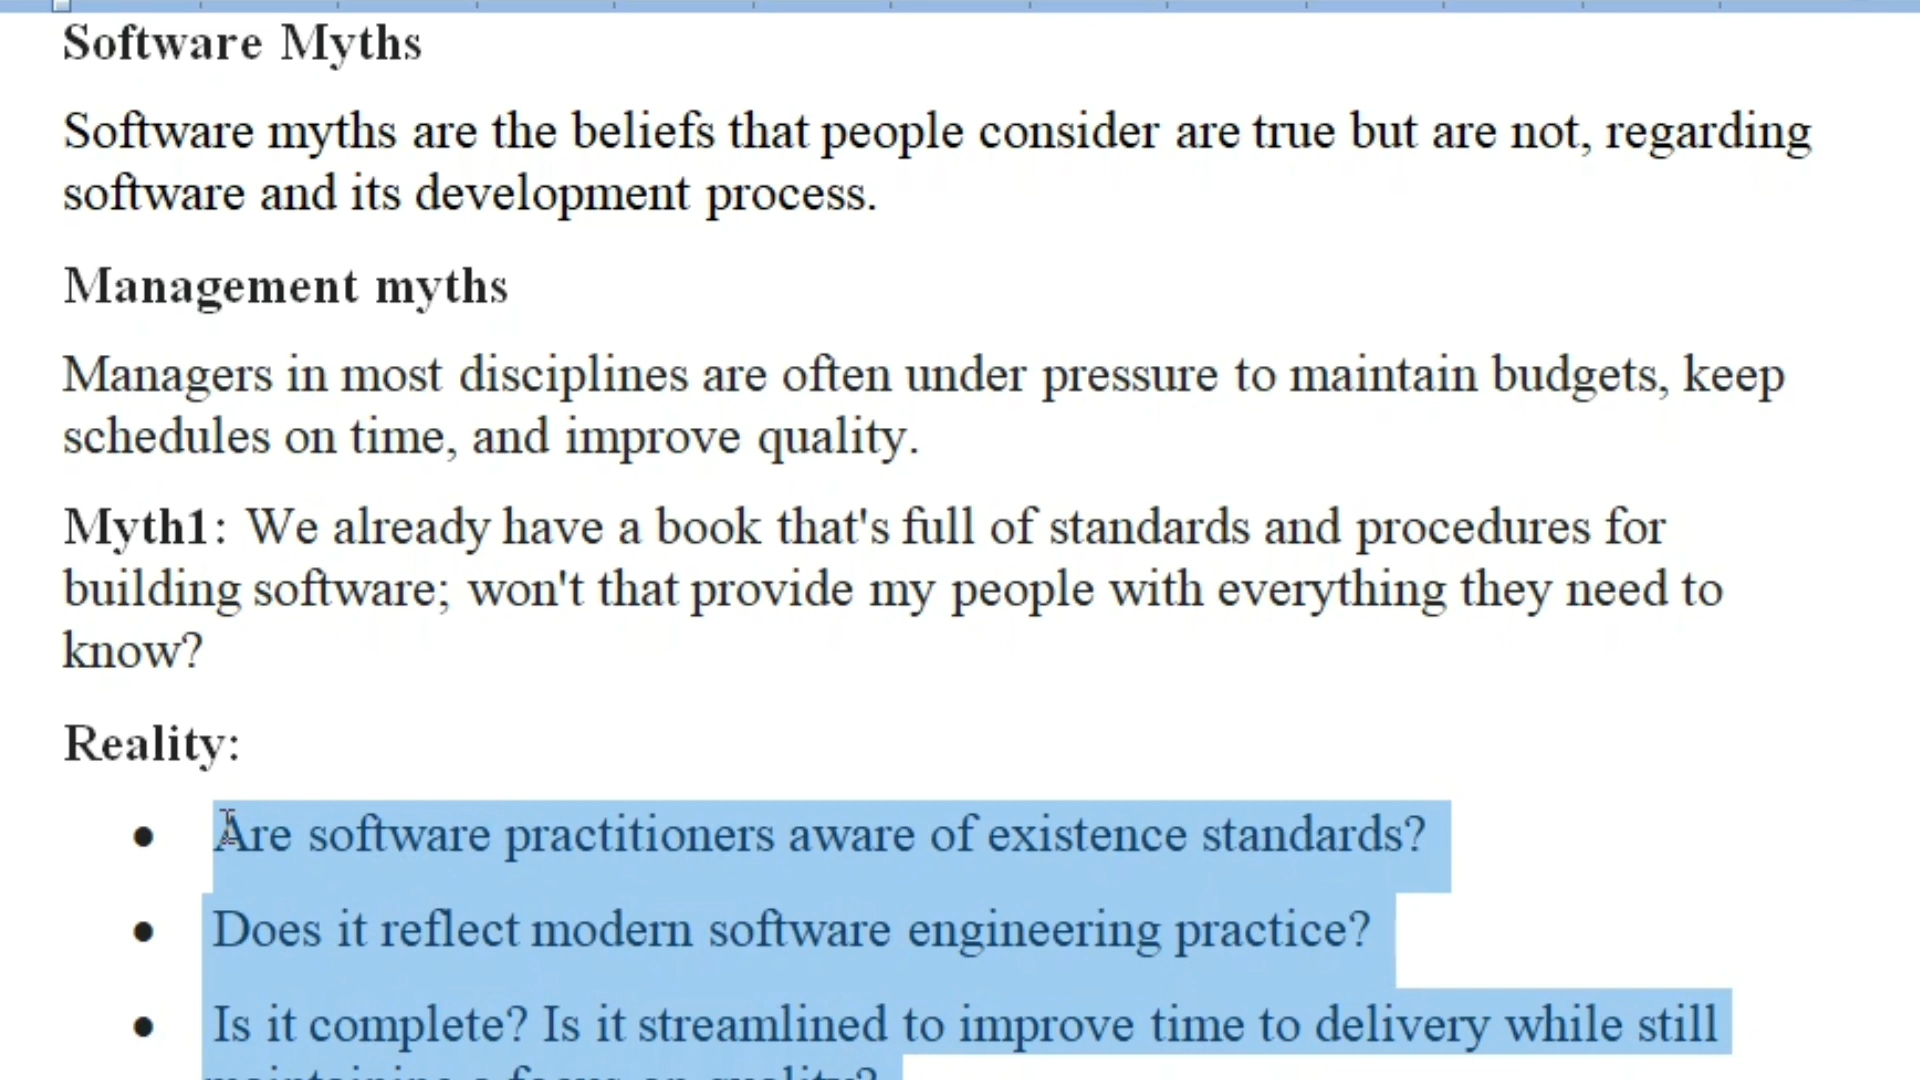 Software Myths
Software myths are the beliefs that people consider are true but are not, regarding
software and its development process.
Management myths
Managers in most disciplines are often under pressure to maintain budgets, keep
schedules on time, and improve quality.
Myth1: We already have a book that's full of standards and procedures for
building software; won't that provide my people with everything they need to
know?
Reality:
● Are software practitioners aware of existence standards?
● Does it reflect modern software engineering practice?
● Is it complete? Is it streamlined to improve time to delivery while still
maintaining a focus on quality?